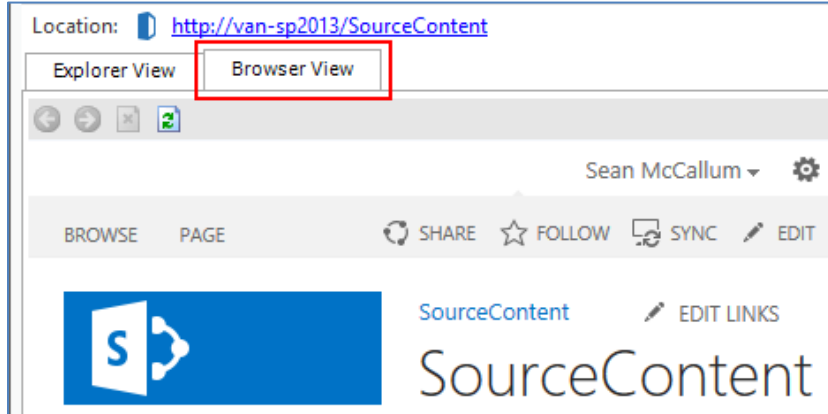 Location: http://van-sp2013/SourceContent
Explorer View Browser View
Sean McCallum
BROWSE PAGE SHARE FOLLOW SYNC EDIT
S
SourceContent EDIT LINKS
SourceContent